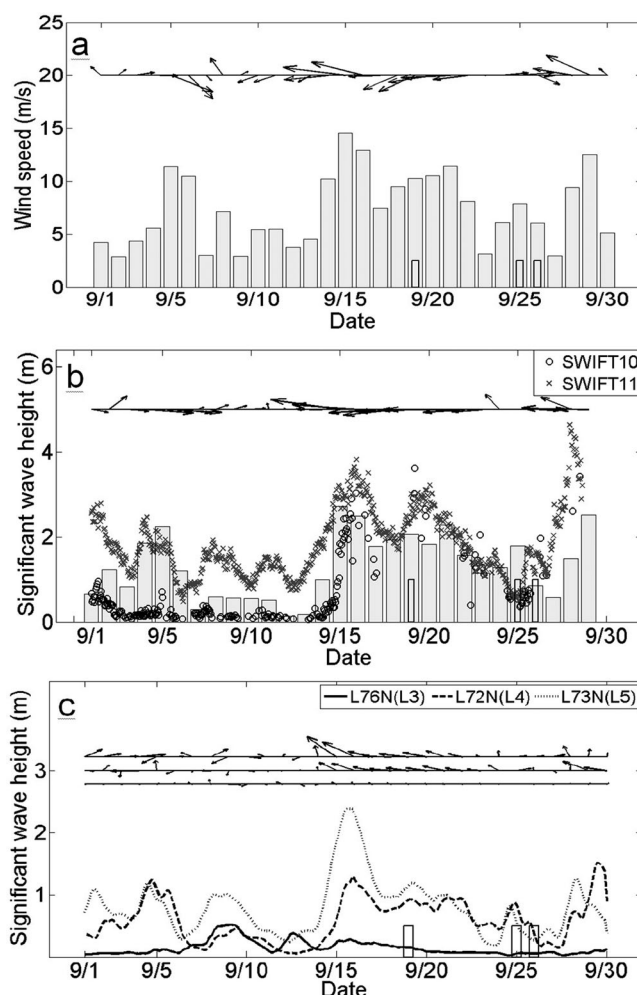 a
25
20
15
10
5
0
Wind speed (m/s)
9/1 9/5 9/10 9/15 9/20 9/25 9/30
Date
b
6
4
2
0
Significant wave height (m)
SWIFT10
SWIFT11
9/1 9/5 9/10 9/15 9/20 9/25 9/30
Date
c
L76N(L3) L72N(L4) L73N(L5)
3
2
1
Significant wave height (m)
9/1 9/5 9/10 9/15 9/20 9/25 9/30
Date